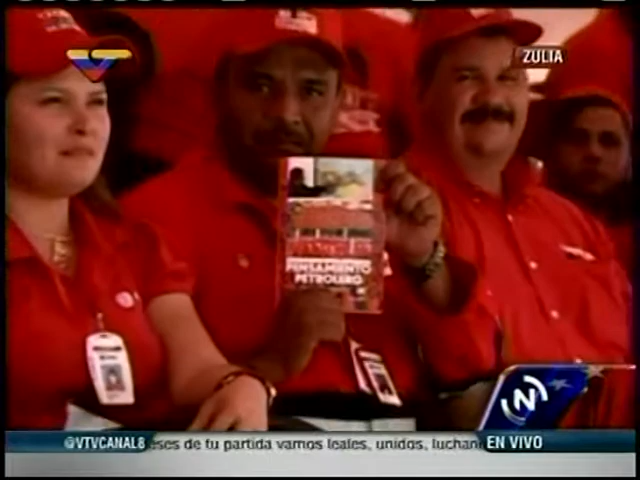 ZULIA
PENSAMIENTO
PETROLERO
N
@VTVCANAL8
eses de tu partida vamos leales, unidos, luchan
EN VIVO